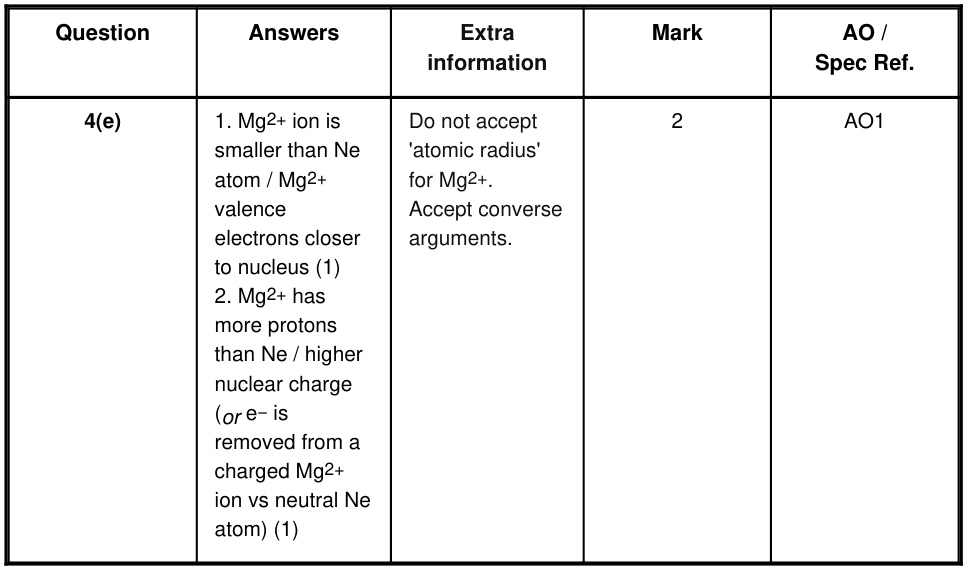 Question
Answers
Extra
information
Mark
AO /
Spec Ref.
4(e)
1. Mg²⁺ ion is
smaller than Ne
atom / Mg²⁺
valence
electrons closer
to nucleus (1)
2. Mg²⁺ has
more protons
than Ne / higher
nuclear charge
(or e⁻ is
removed from a
charged Mg²⁺
ion vs neutral Ne
atom) (1)
Do not accept
'atomic radius'
for Mg²⁺.
Accept converse
arguments.
2
AO1